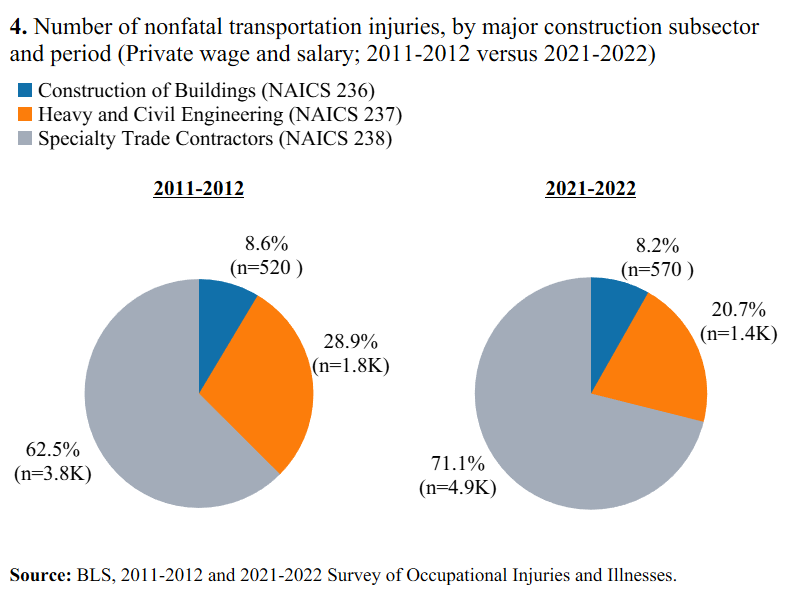 4. Number of nonfatal transportation injuries, by major construction subsector
and period (Private wage and salary; 2011-2012 versus 2021-2022)
Construction of Buildings (NAICS 236)
Heavy and Civil Engineering (NAICS 237)
Specialty Trade Contractors (NAICS 238)
2011-2012
8.6%
(n=520 )
28.9%
(n=1.8K)
62.5%
(n=3.8K)
2021-2022
8.2%
(n=570 )
20.7%
(n=1.4K)
71.1%
(n=4.9K)
Source: BLS, 2011-2012 and 2021-2022 Survey of Occupational Injuries and Illnesses.